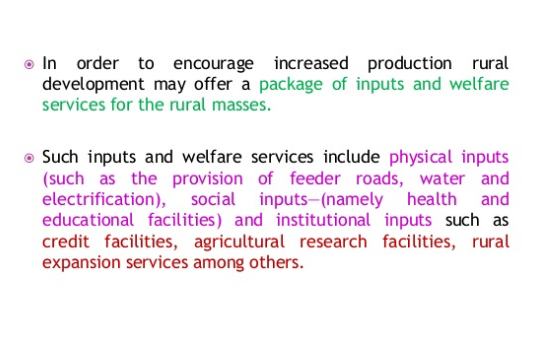 In order to encourage increased production rural
development may offer a package of inputs and welfare
services for the rural masses.
Such inputs and welfare services include physical inputs
(such as the provision of feeder roads, water and
electrification), social inputs—(namely health and
educational facilities) and institutional inputs such as
credit facilities, agricultural research facilities, rural
expansion services among others.